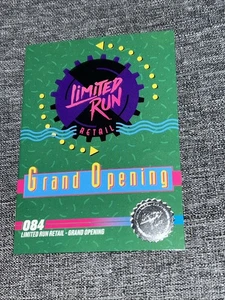 LIMITED
RUN
RETAIL
Grand Opening
084
LIMITED RUN RETAIL - GRAND OPENING